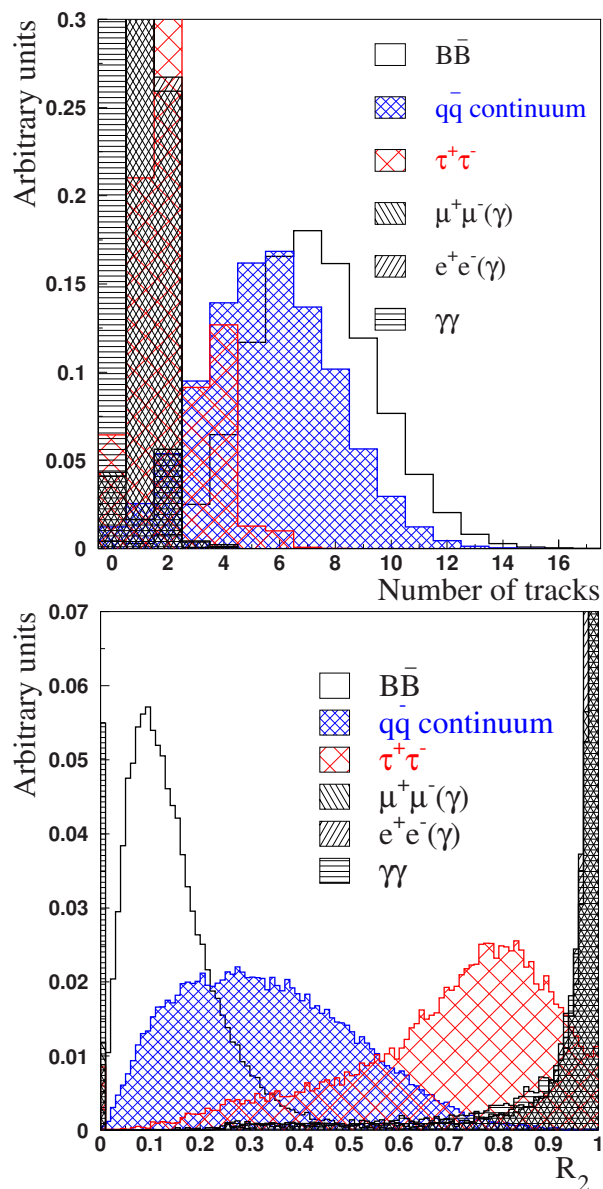 Arbitrary units
0.3
0.25
0.2
0.15
0.1
0.05
0
BB̄
qq̄ continuum
τ⁺τ⁻
μ⁺μ⁻(γ)
e⁺e⁻(γ)
γγ
0 2 4 6 8 10 12 14 16
Number of tracks
Arbitrary units
0.07
0.06
0.05
0.04
0.03
0.02
0.01
0
BB̄
qq̄ continuum
τ⁺τ⁻
μ⁺μ⁻(γ)
e⁺e⁻(γ)
γγ
0 0.1 0.2 0.3 0.4 0.5 0.6 0.7 0.8 0.9 1
R₂